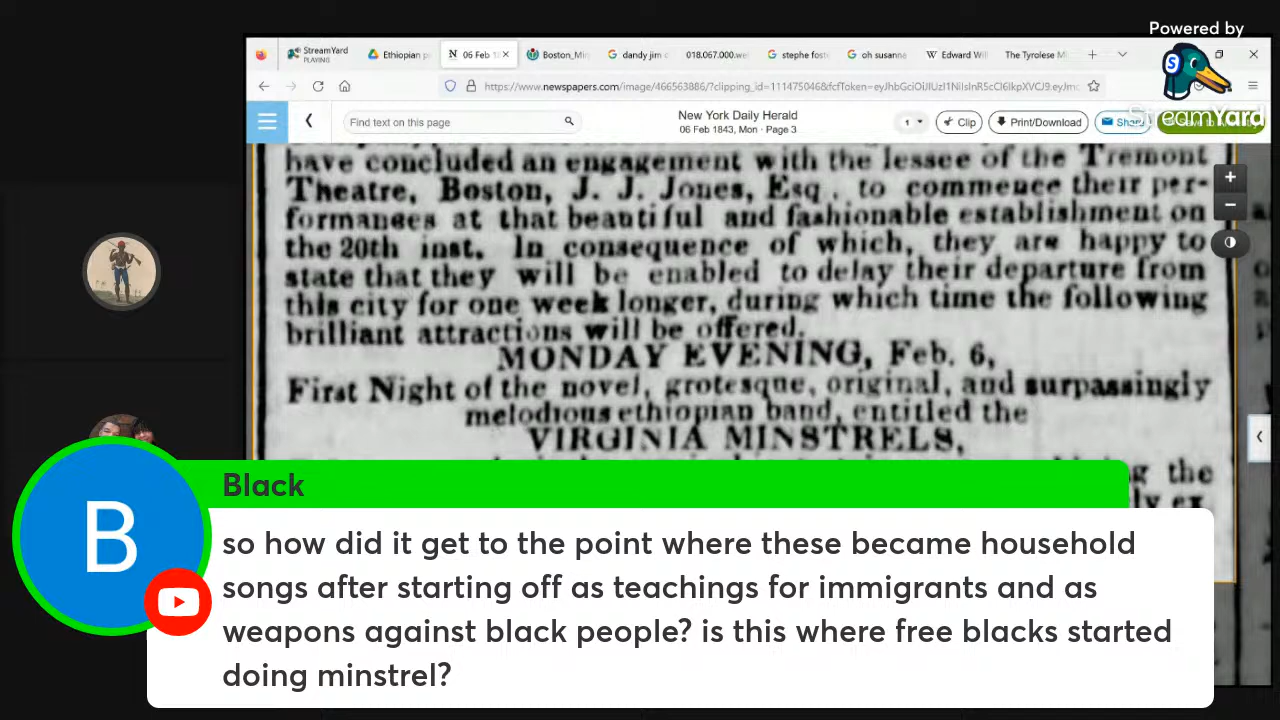 Powered by
StreamYard
StreamYard
PLAYING
Ethiopian p
N 06 Feb 18
Boston_Min
dandy jim
018.067.000.we
stephe fost
oh susanne
W Edward Wil
The Tyrolese Mi
https://www.newspapers.com/image/466563886/?clipping_id=111475046&fcfToken=eyJhbGciOiJIUzI1NiIsInR5cCI6IkpXVCJ9.eyJmc
Find text on this page
New York Daily Herald
06 Feb 1843, Mon · Page 3
1
Clip
Print/Download
Share
have concluded an engagement with the lessee of the Tremont
Theatre, Boston, J. J. Jones, Esq. to commence their per-
formances at that beautiful and fashionable establishment on
the 20th inst. In consequence of which, they are happy to
state that they will be enabled to delay their departure from
this city for one week longer, during which time the following
brilliant attractions will be offered.
MONDAY EVENING, Feb. 6,
First Night of the novel, grotesque, original, and surpassingly
melodious ethiopian band, entitled the
VIRGINIA MINSTRELS,
the
B
Black
so how did it get to the point where these became household
songs after starting off as teachings for immigrants and as
weapons against black people? is this where free blacks started
doing minstrel?